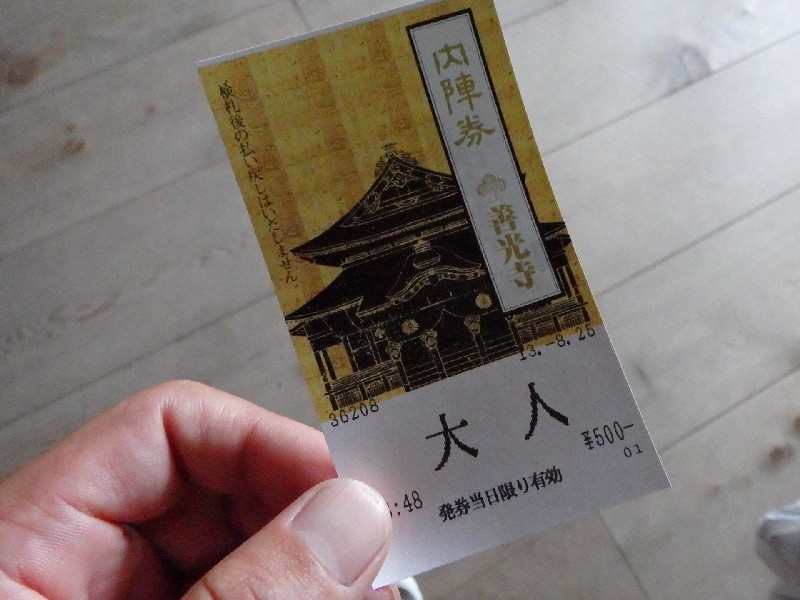 内陣券
善光寺
検札後の払い戻しはいたしません
13.-8.25
36208
大人
¥500-
01
:48
発券当日限り有効